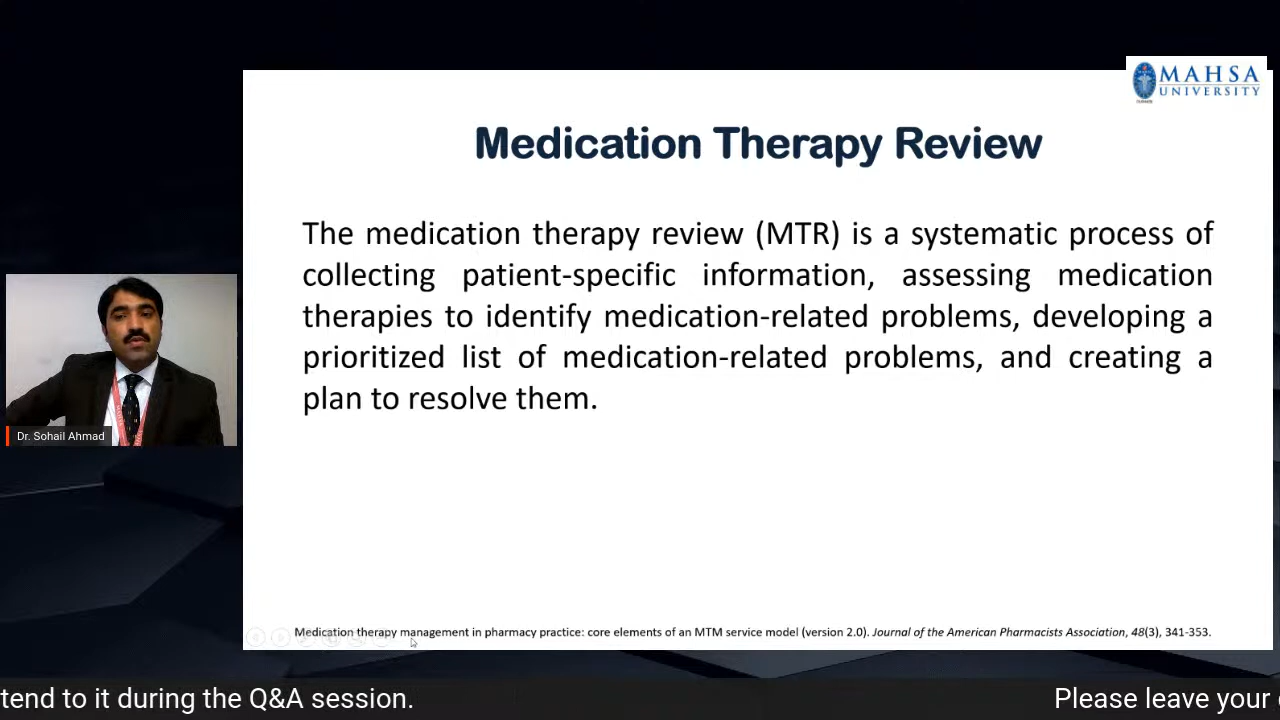 MAHSA
UNIVERSITY
Medication Therapy Review
The medication therapy review (MTR) is a systematic process of
collecting patient-specific information, assessing medication
therapies to identify medication-related problems, developing a
prioritized list of medication-related problems, and creating a
plan to resolve them.
Dr. Sohail Ahmad
Medication therapy management in pharmacy practice: core elements of an MTM service model (version 2.0). Journal of the American Pharmacists Association, 48(3), 341-353.
tend to it during the Q&A session.
Please leave your